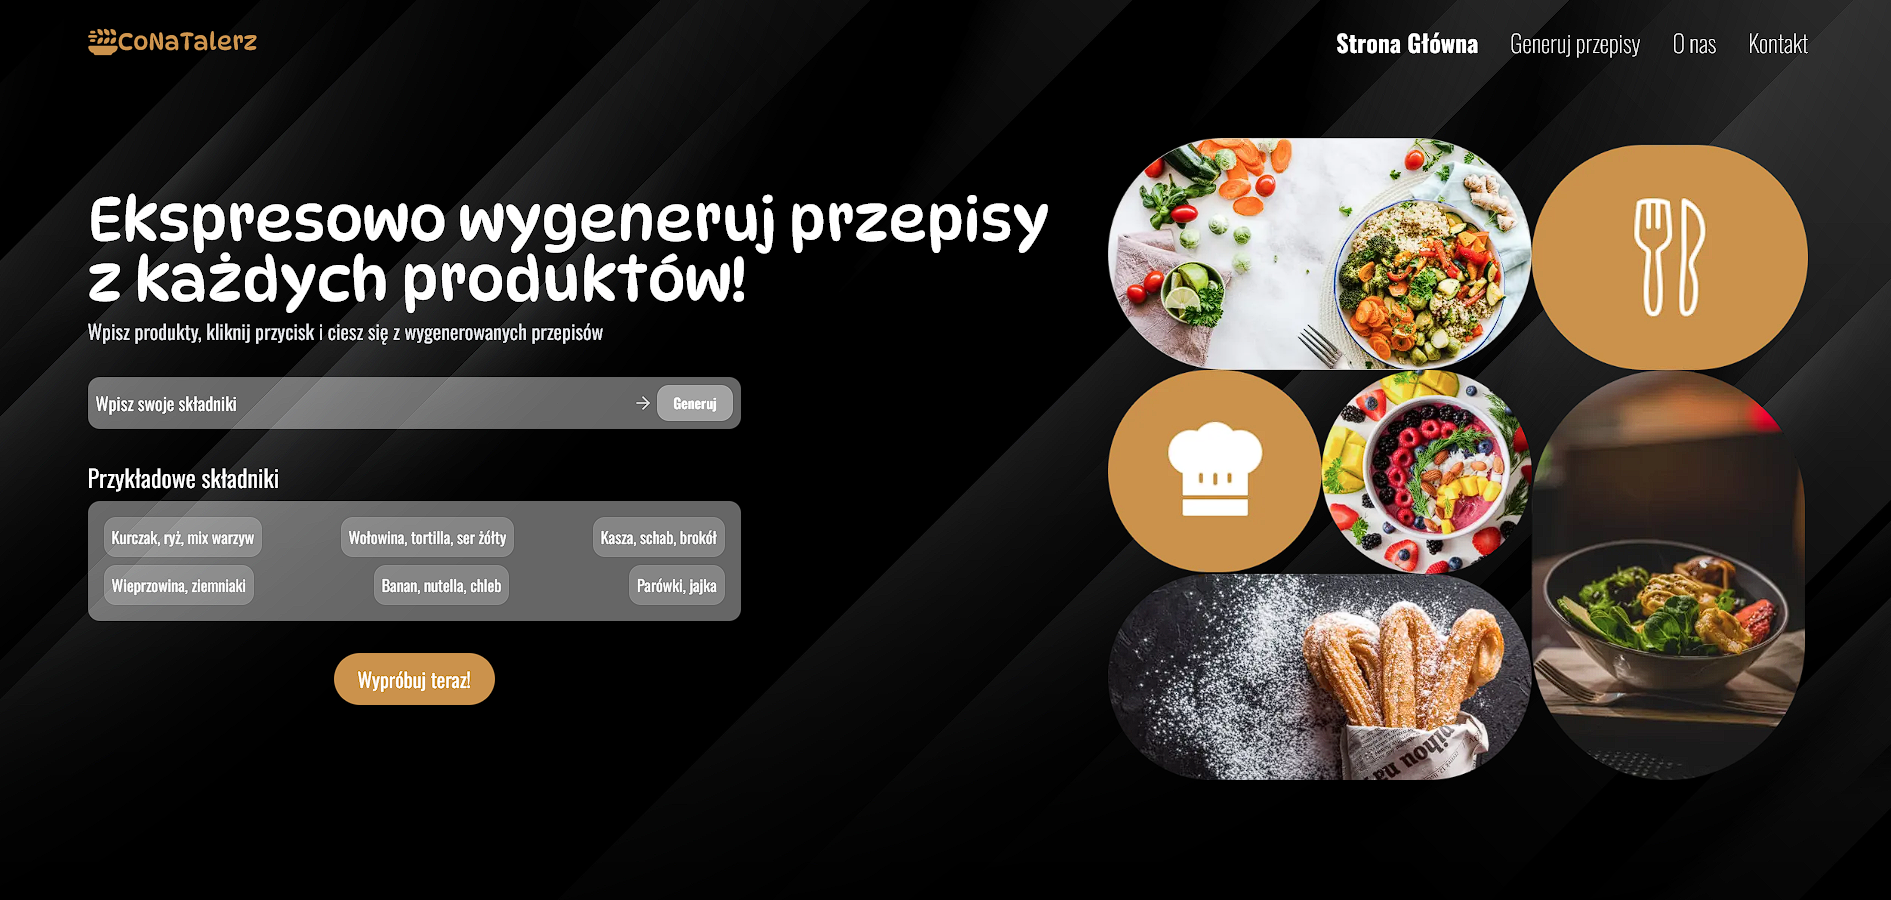 CoNaTalerz
Strona Główna Generuj przepisy O nas Kontakt
Ekspresowo wygeneruj przepisy
z każdych produktów!
Wpisz produkty, kliknij przycisk i ciesz się z wygenerowanych przepisów
Wpisz swoje składniki → Generuj
Przykładowe składniki
Kurczak, ryż, mix warzyw Wołowina, tortilla, ser żółty Kasza, schab, brokół
Wieprzowina, ziemniaki Banan, nutella, chleb Parówki, jajka
Wypróbuj teraz!